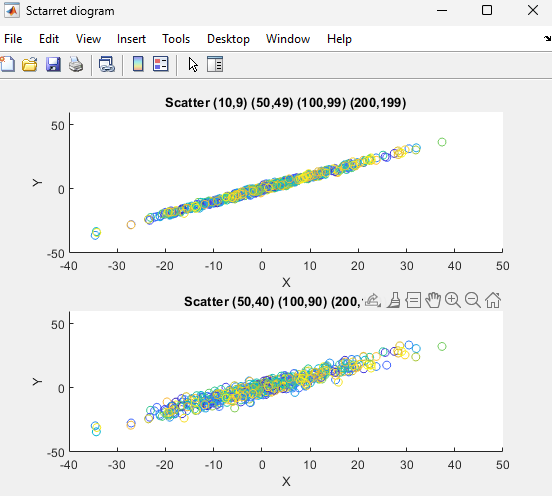 Sctarret diogram
File Edit View Insert Tools Desktop Window Help
Scatter (10,9) (50,49) (100,99) (200,199)
50
0
-50
Y
-40 -30 -20 -10 0 10 20 30 40 50
X
Scatter (50,40) (100,90) (200,
50
0
-50
Y
-40 -30 -20 -10 0 10 20 30 40 50
X